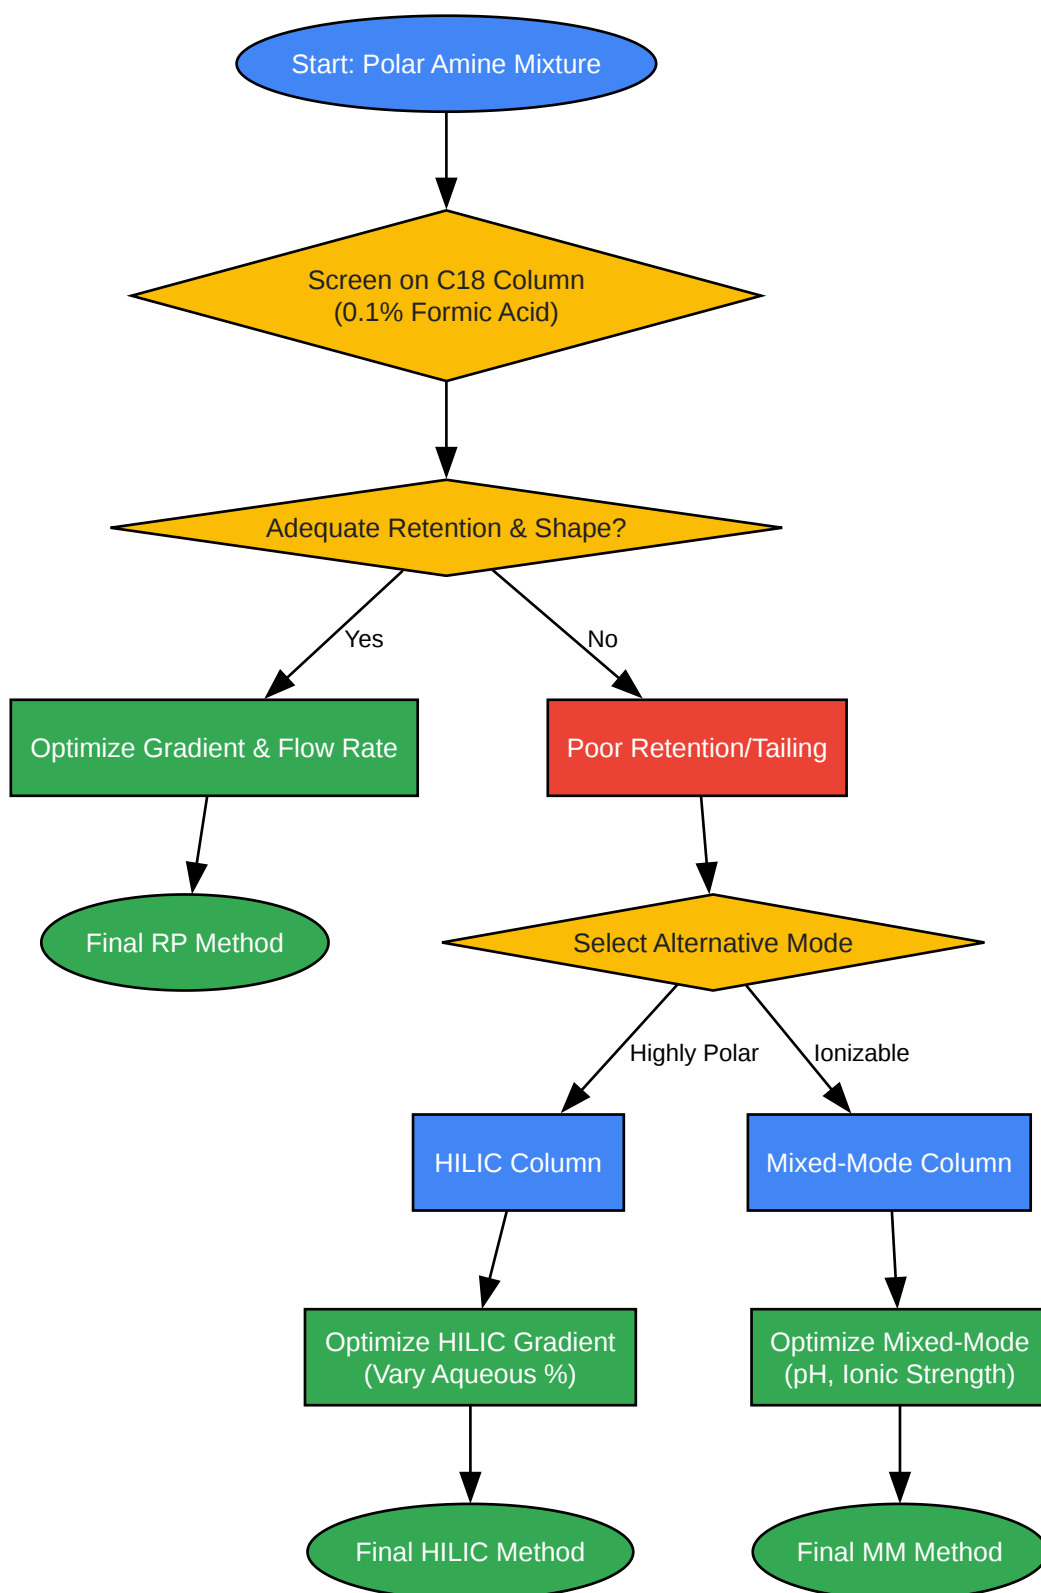 Start: Polar Amine Mixture
Screen on C18 Column
(0.1% Formic Acid)
Adequate Retention & Shape?
Yes
No
Optimize Gradient & Flow Rate
Poor Retention/Tailing
Final RP Method
Select Alternative Mode
Highly Polar
Ionizable
HILIC Column
Mixed-Mode Column
Optimize HILIC Gradient
(Vary Aqueous %)
Optimize Mixed-Mode
(pH, Ionic Strength)
Final HILIC Method
Final MM Method